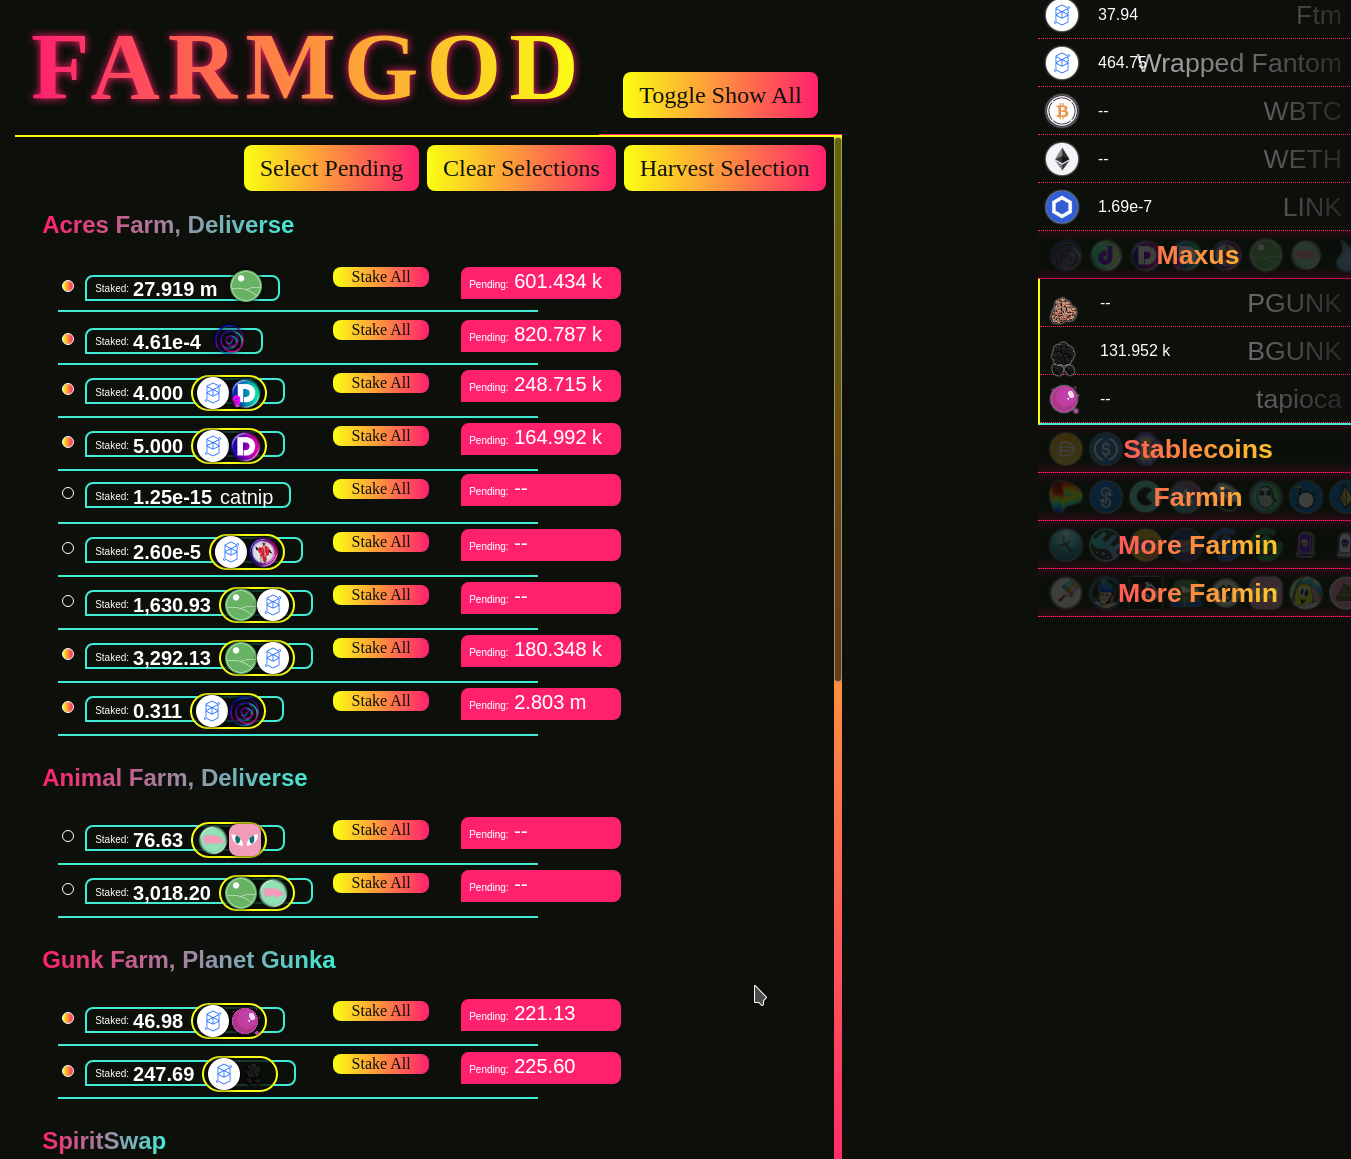 FARMGOD
Toggle Show All
Select Pending
Clear Selections
Harvest Selection
Acres Farm, Deliverse
Staked: 27.919 m Stake All Pending: 601.434 k
Staked: 4.61e-4 Stake All Pending: 820.787 k
Staked: 4.000 Stake All Pending: 248.715 k
Staked: 5.000 Stake All Pending: 164.992 k
Staked: 1.25e-15 catnip Stake All Pending: --
Staked: 2.60e-5 Stake All Pending: --
Staked: 1,630.93 Stake All Pending: --
Staked: 3,292.13 Stake All Pending: 180.348 k
Staked: 0.311 Stake All Pending: 2.803 m
Animal Farm, Deliverse
Staked: 76.63 Stake All Pending: --
Staked: 3,018.20 Stake All Pending: --
Gunk Farm, Planet Gunka
Staked: 46.98 Stake All Pending: 221.13
Staked: 247.69 Stake All Pending: 225.60
SpiritSwap
37.94 Ftm
464.75 Wrapped Fantom
-- WBTC
-- WETH
1.69e-7 LINK
Maxus
-- PGUNK
131.952 k BGUNK
-- tapioca
Stablecoins
Farmin
More Farmin
More Farmin